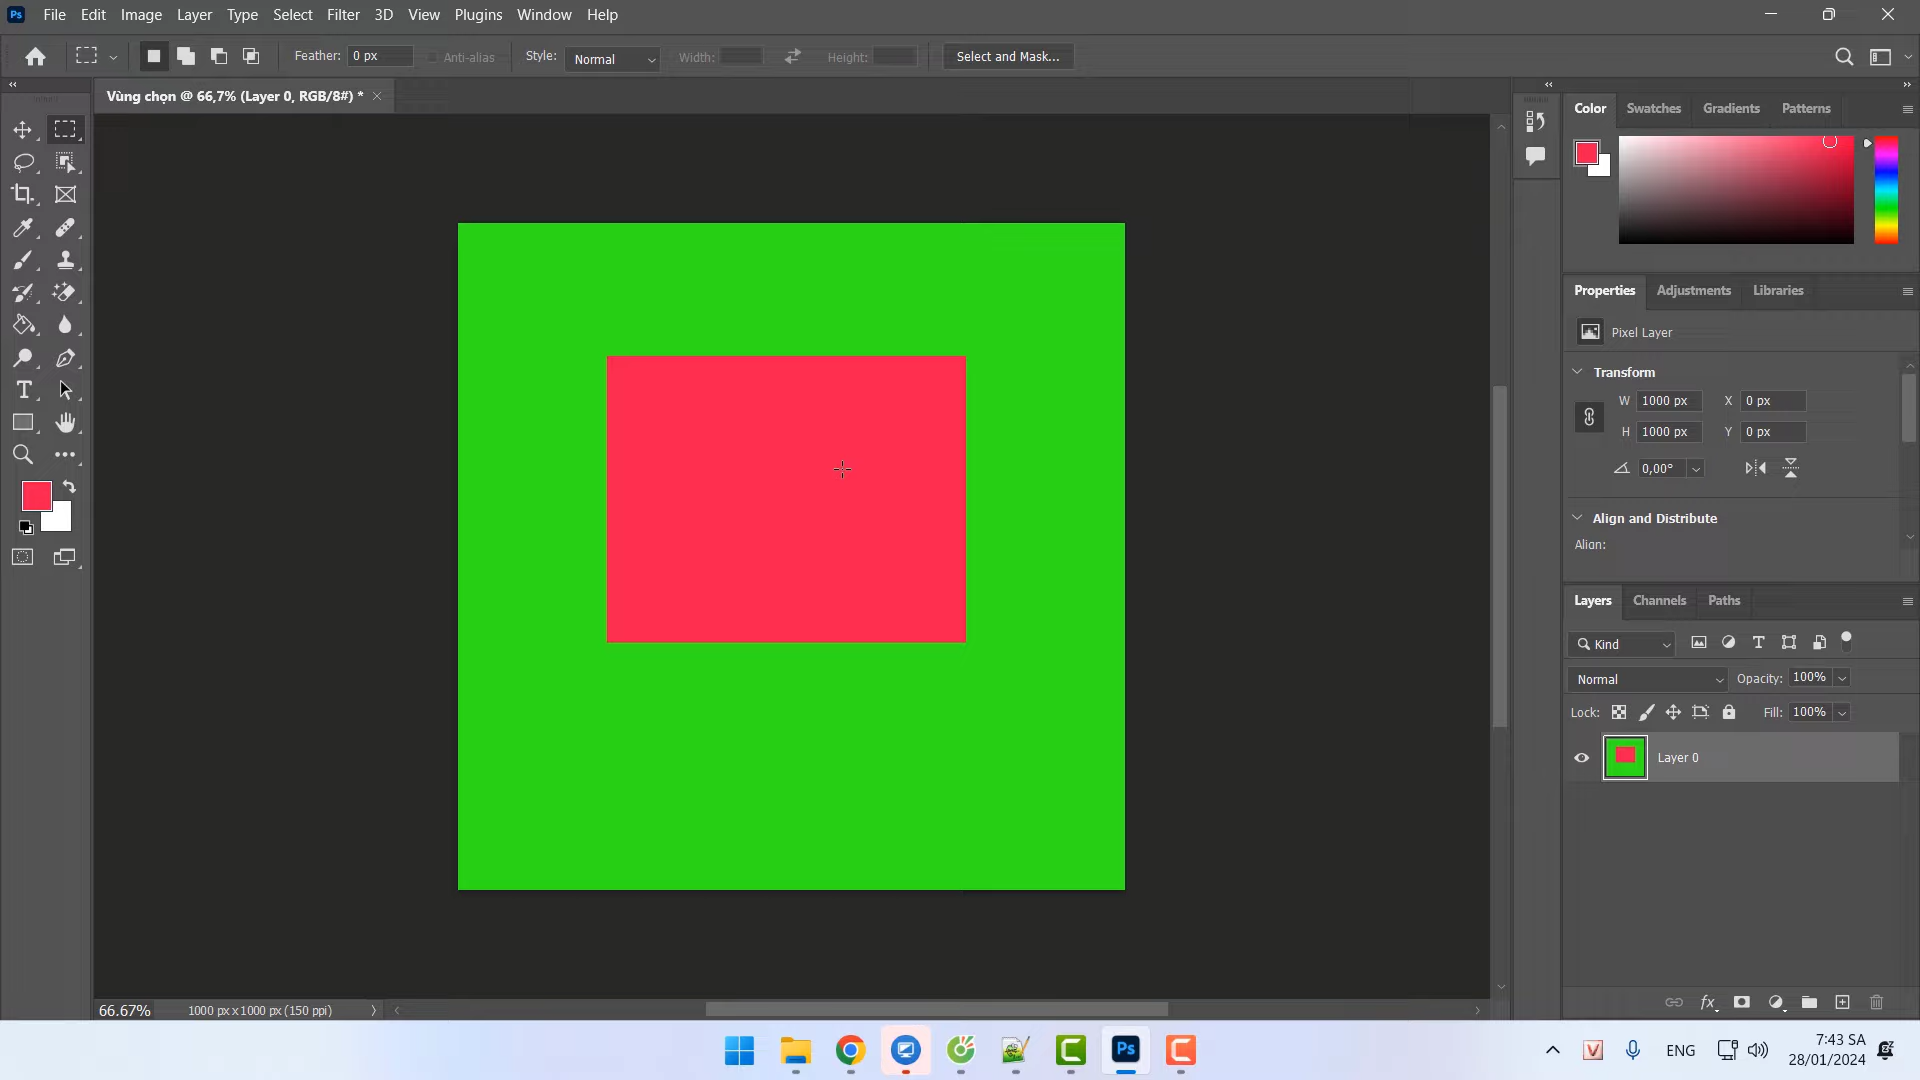 Ps File Edit Image Layer Type Select Filter 3D View Plugins Window Help
Feather: 0 px Anti-alias Style: Normal Width: Height: Select and Mask...
Vùng chọn @ 66,7% (Layer 0, RGB/8#) *
Color Swatches Gradients Patterns
Properties Adjustments Libraries
Pixel Layer
Transform
W 1000 px X 0 px
H 1000 px Y 0 px
0,00°
Align and Distribute
Align:
Layers Channels Paths
Kind
Normal Opacity: 100%
Lock: Fill: 100%
Layer 0
fx
66.67% 1000 px x 1000 px (150 ppi)
Ps
ENG
7:43 SA
28/01/2024